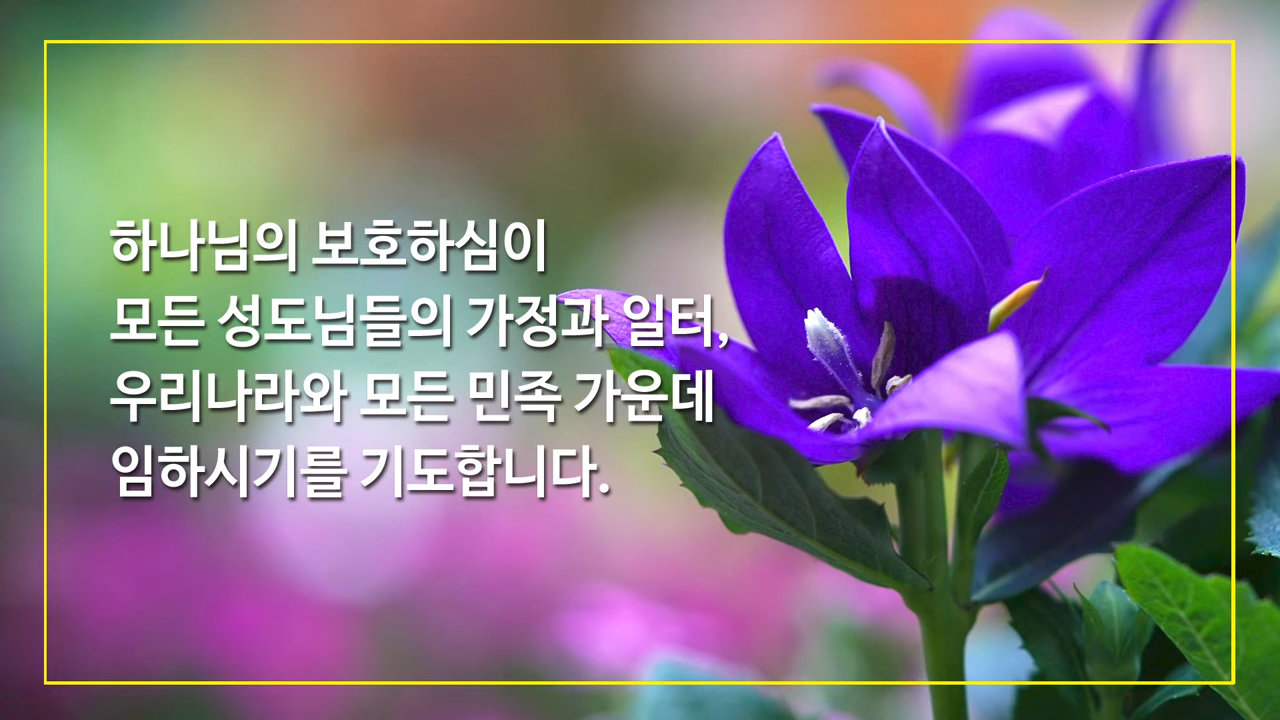 하나님의 보호하심이
모든 성도님들의 가정과 일터,
우리나라와 모든 민족 가운데
임하시기를 기도합니다.